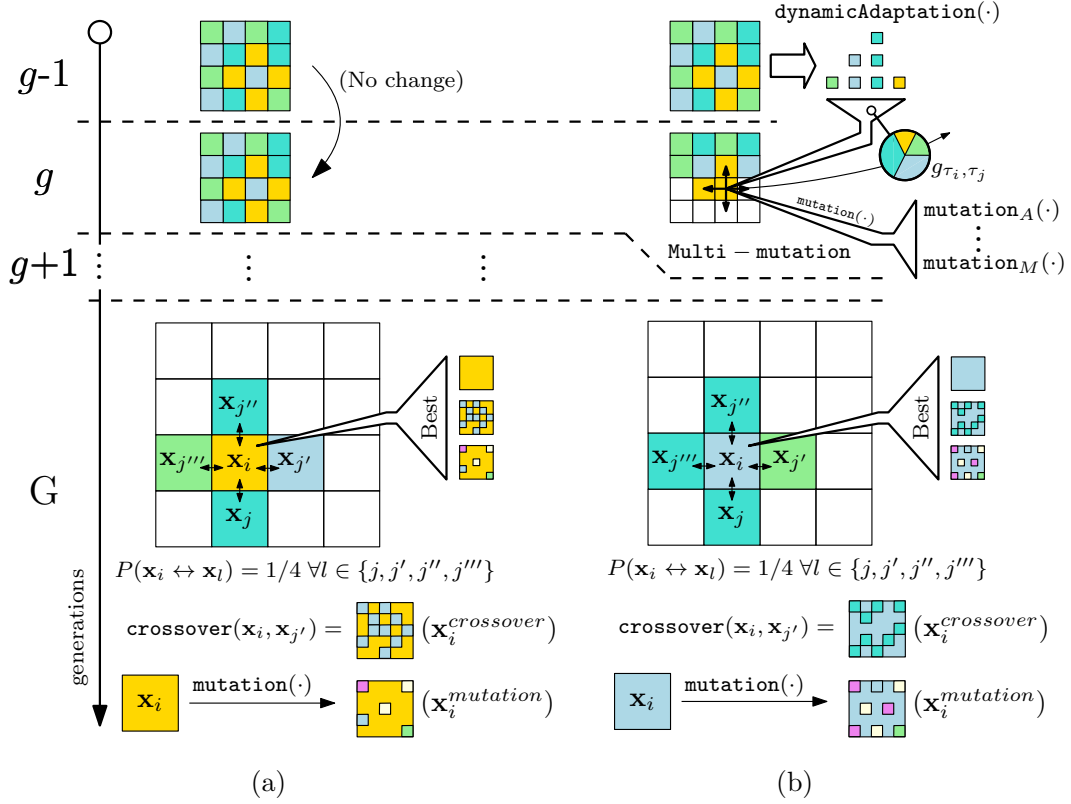 dynamicAdaptation(·)
g-1
(No change)
g
g_{τ_i,τ_j}
mutation(·)
mutation_A(·)
⋮
Multi − mutation
mutation_M(·)
g+1
⋮ ⋮ ⋮
x_{j''}
x_{j'''} x_i x_{j'}
x_j
Best
x_{j''}
x_{j'''} x_i x_{j'}
x_j
Best
G
generations
P(x_i ↔ x_l) = 1/4 ∀l ∈ {j, j', j'', j'''}
P(x_i ↔ x_l) = 1/4 ∀l ∈ {j, j', j'', j'''}
crossover(x_i, x_{j'}) = (x_i^{crossover})
crossover(x_i, x_{j'}) = (x_i^{crossover})
x_i mutation(·) (x_i^{mutation})
x_i mutation(·) (x_i^{mutation})
(a)
(b)